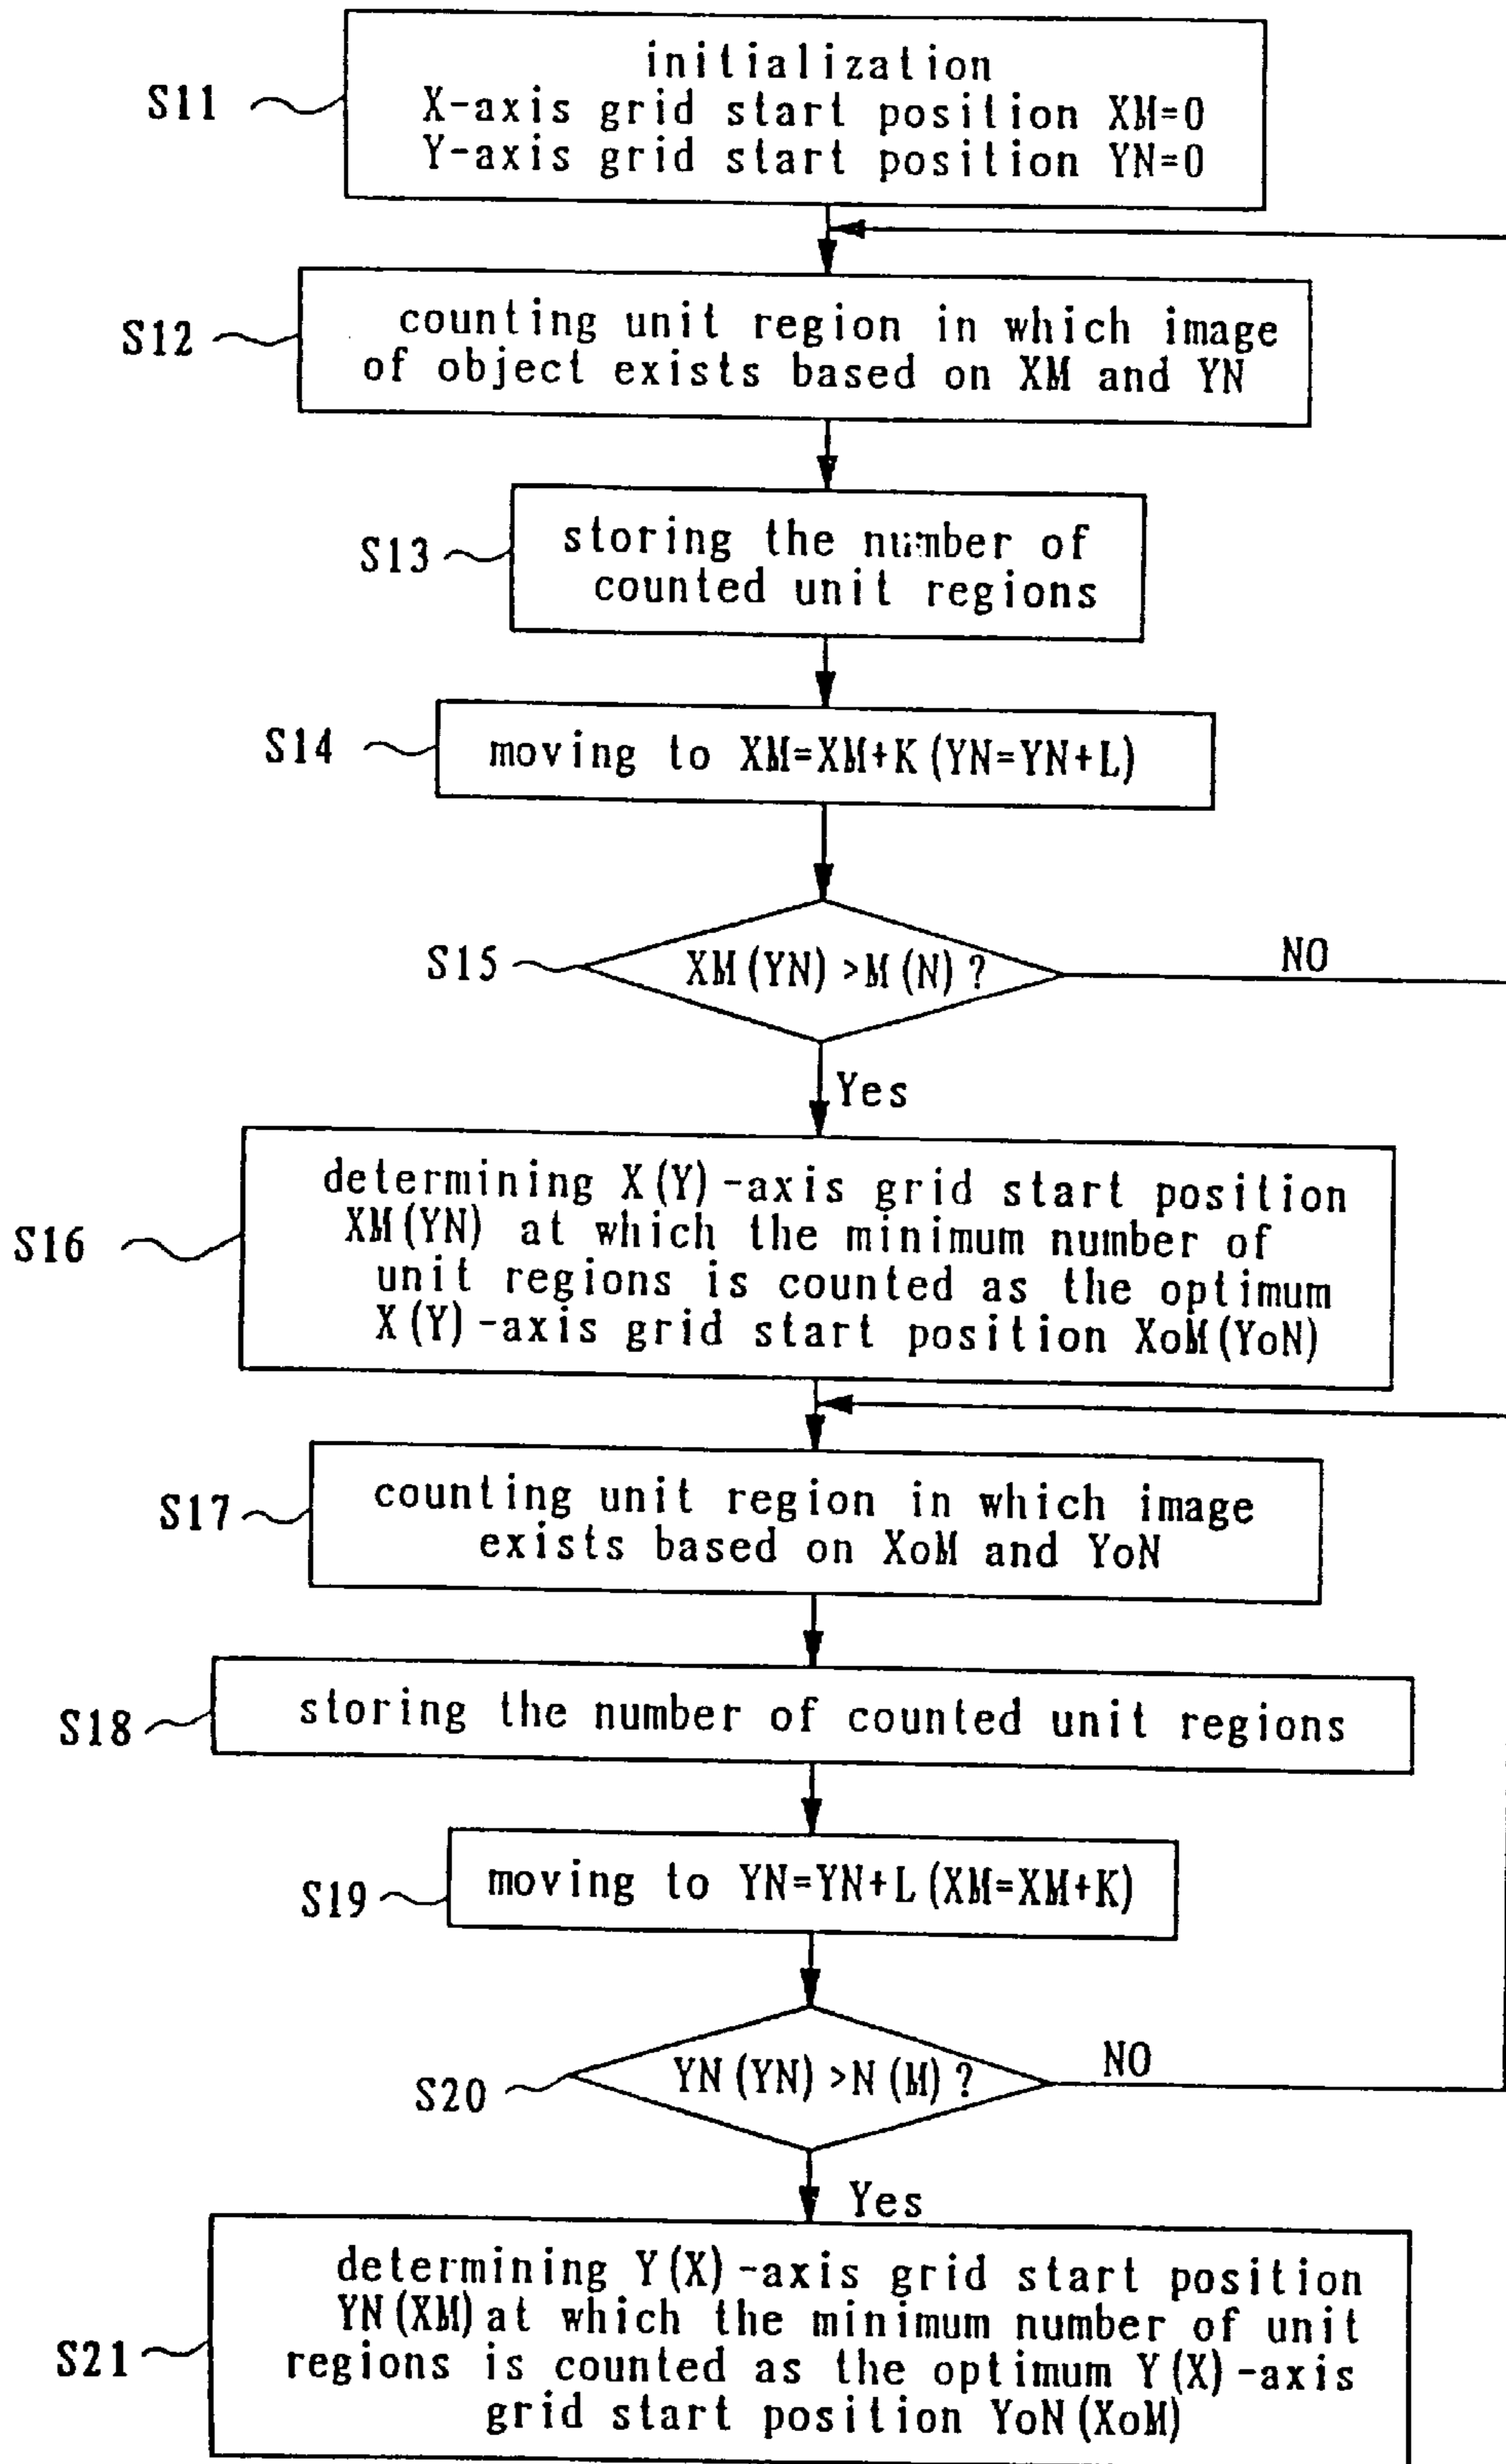 S11
initialization
X-axis grid start position XM=0
Y-axis grid start position YN=0
S12
counting unit region in which image
of object exists based on XM and YN
S13
storing the number of
counted unit regions
S14
moving to XM=XM+K(YN=YN+L)
S15
XM(YN)>M(N)?
NO
Yes
S16
determining X(Y)-axis grid start position
XM(YN) at which the minimum number of
unit regions is counted as the optimum
X(Y)-axis grid start position XoM(YoN)
S17
counting unit region in which image
exists based on XoM and YoN
S18
storing the number of counted unit regions
S19
moving to YN=YN+L(XM=XM+K)
S20
YN(YN)>N(M)?
NO
Yes
S21
determining Y(X)-axis grid start position
YN(XM)at which the minimum number of unit
regions is counted as the optimum Y(X)-axis
grid start position YoN(XoM)